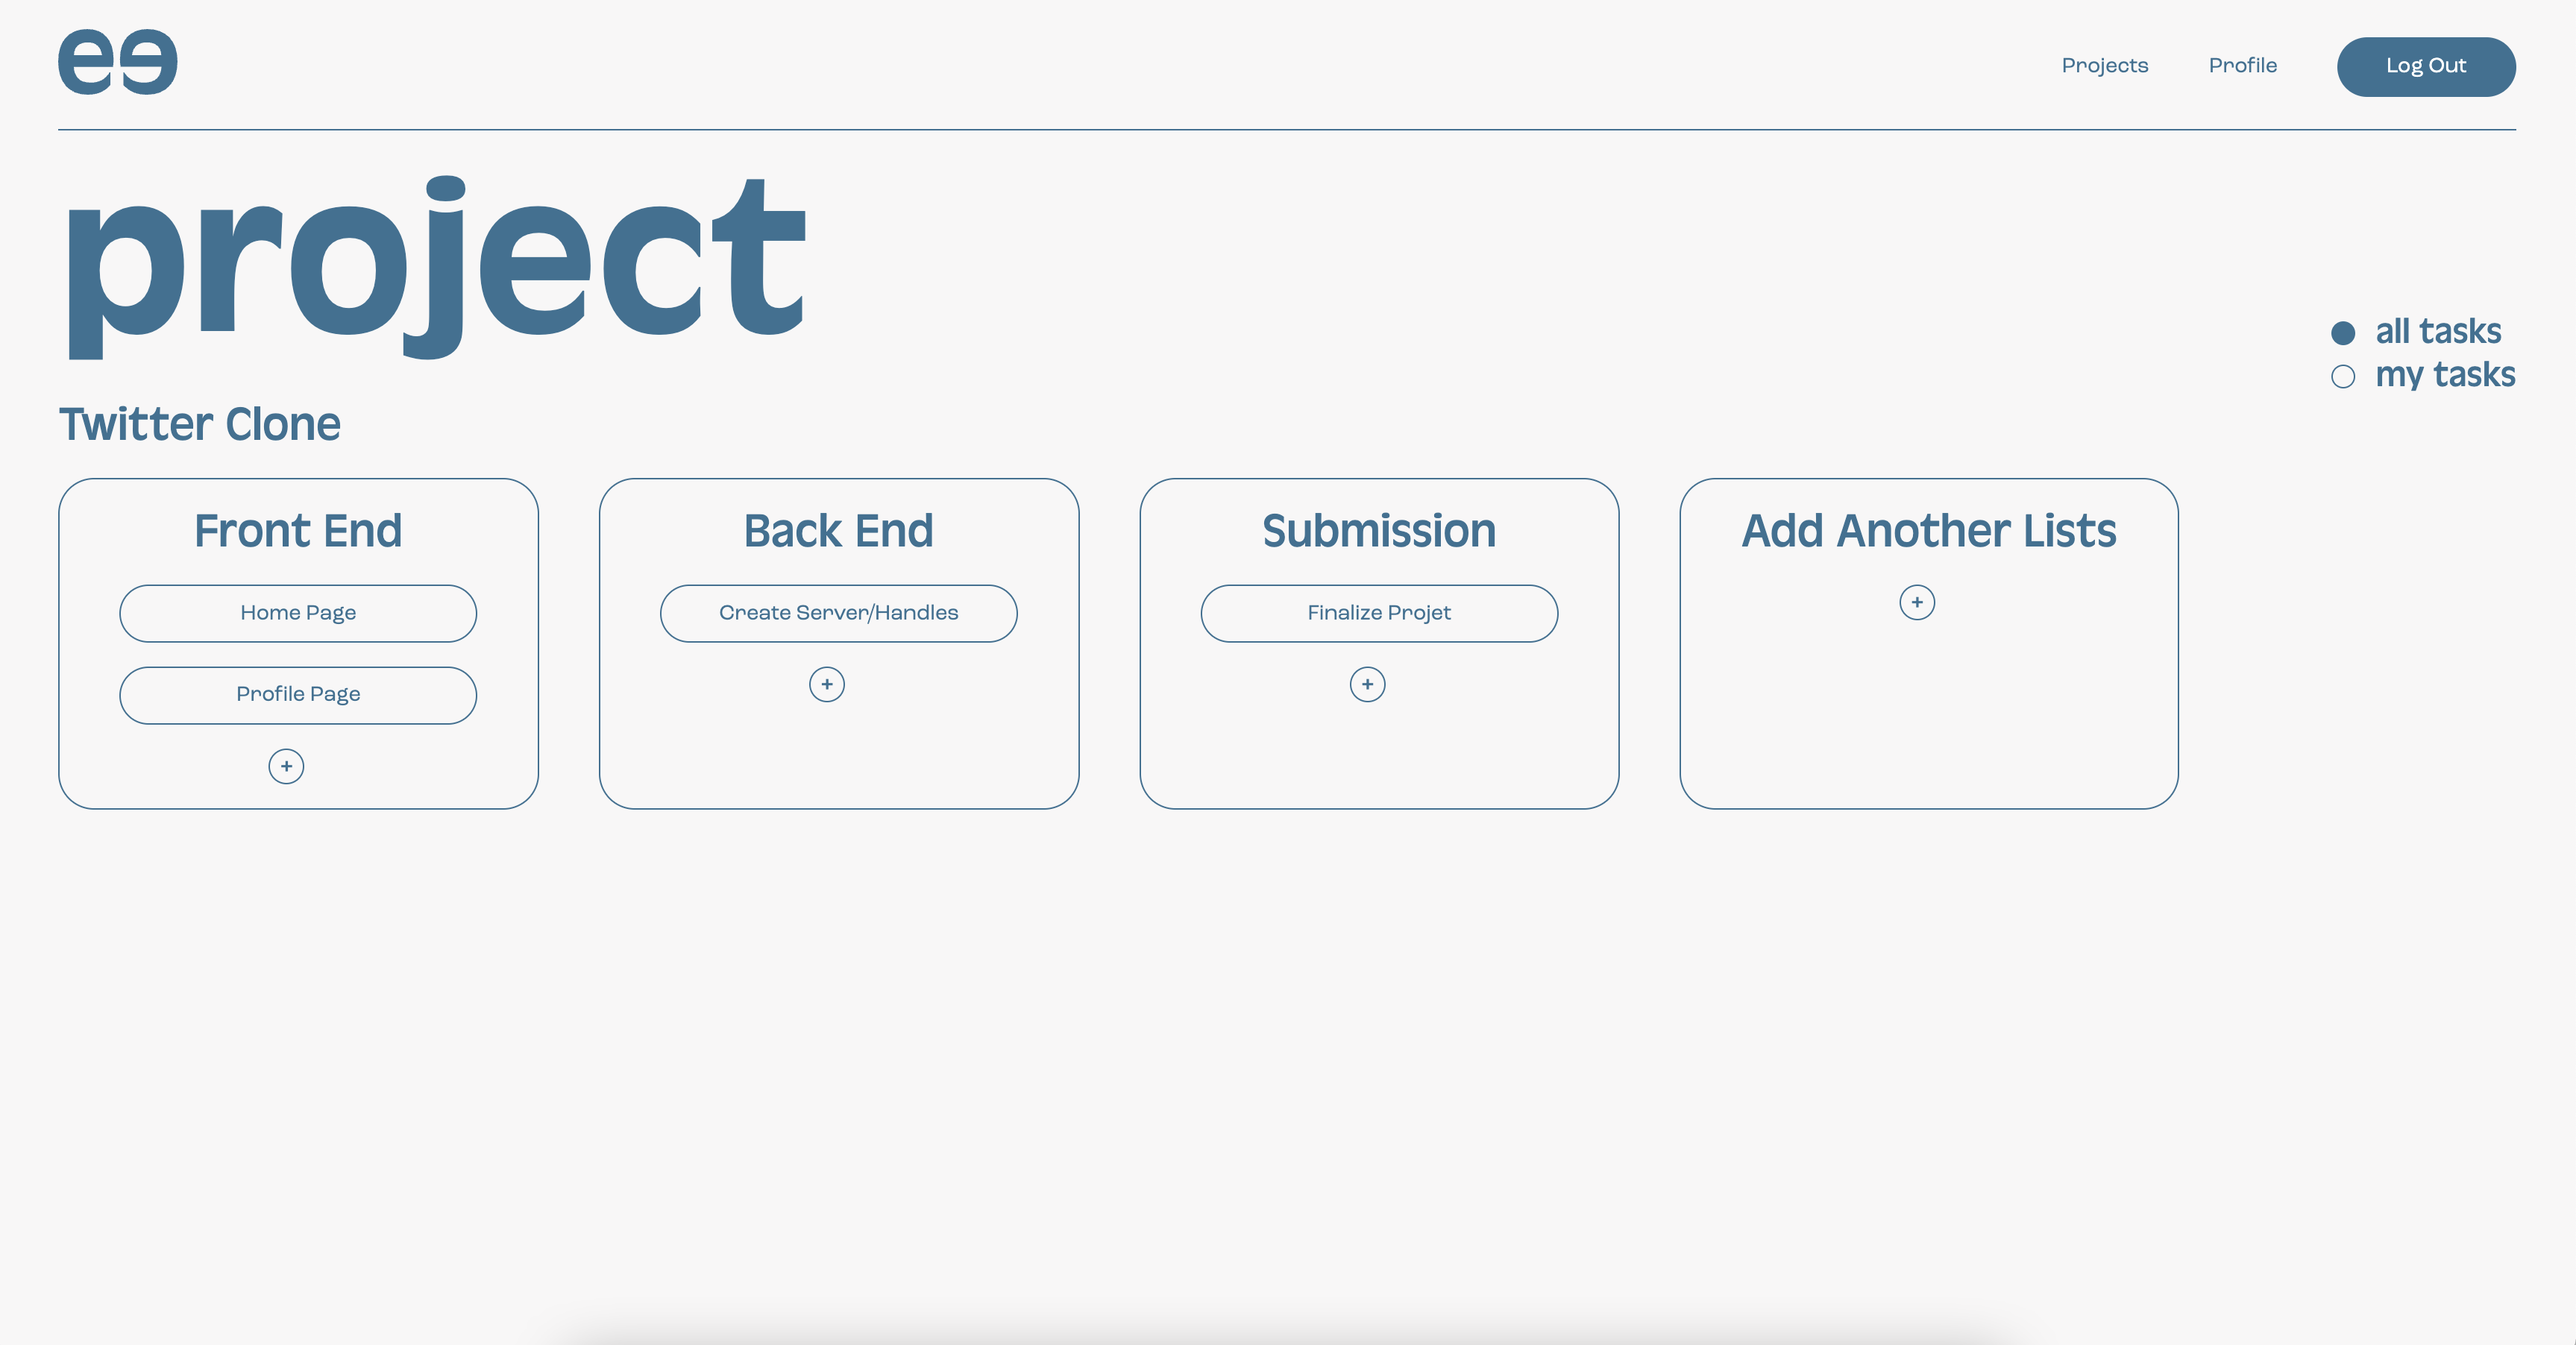 ee
Projects
Profile
Log Out
project
all tasks
my tasks
Twitter Clone
Front End
Home Page
Profile Page
+
Back End
Create Server/Handles
+
Submission
Finalize Projet
+
Add Another Lists
+